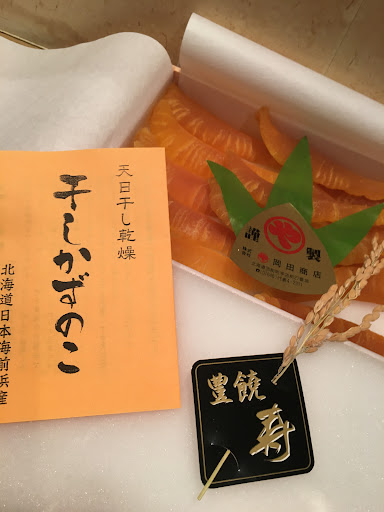 天日干し乾燥
干しかずのこ
北海道日本海前浜産
謹製
岡田商店
豊饒
寿